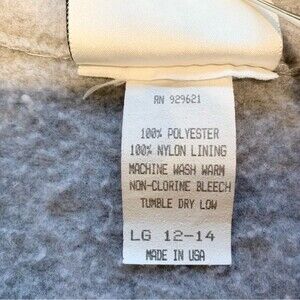 RN 929621
100% POLYESTER
100% NYLON LINING
MACHINE WASH WARM
NON-CLORINE BLEECH
TUMBLE DRY LOW
LG 12-14
MADE IN USA